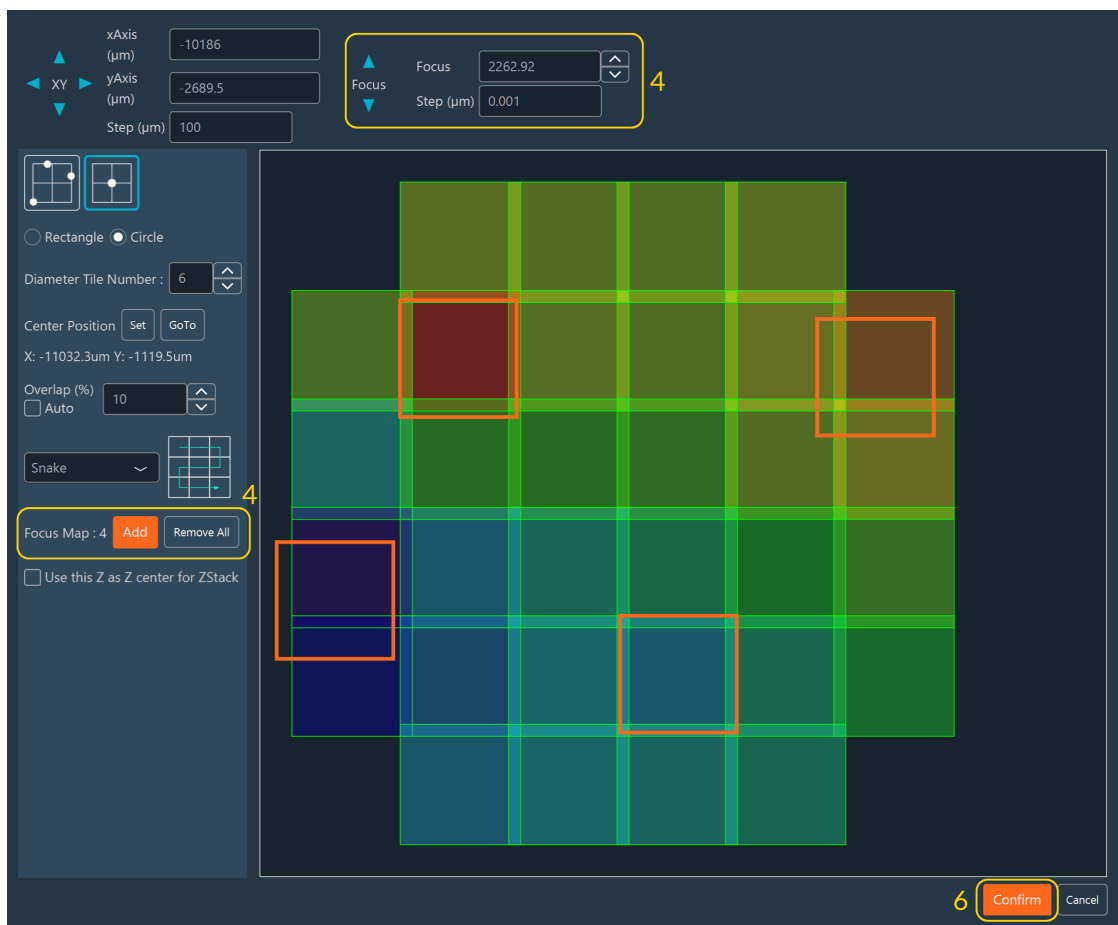 xAxis (µm) -10186
XY yAxis (µm) -2689.5
Step (µm) 100
Focus Focus 2262.92
Step (µm) 0.001
4
Rectangle Circle
Diameter Tile Number : 6
Center Position Set GoTo
X: -11032.3um Y: -1119.5um
Overlap (%) 10
Auto
Snake
4
Focus Map : 4 Add Remove All
Use this Z as Z center for ZStack
6 Confirm Cancel